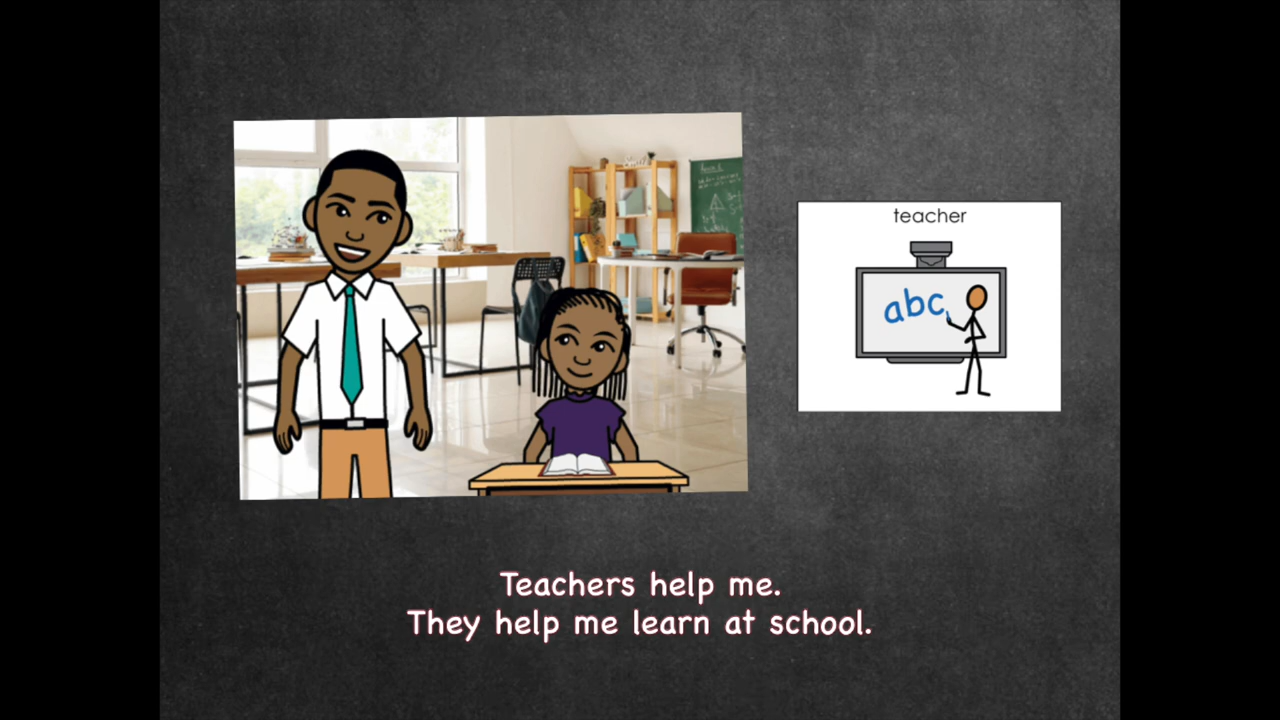 teacher
abc
Teachers help me.
They help me learn at school.